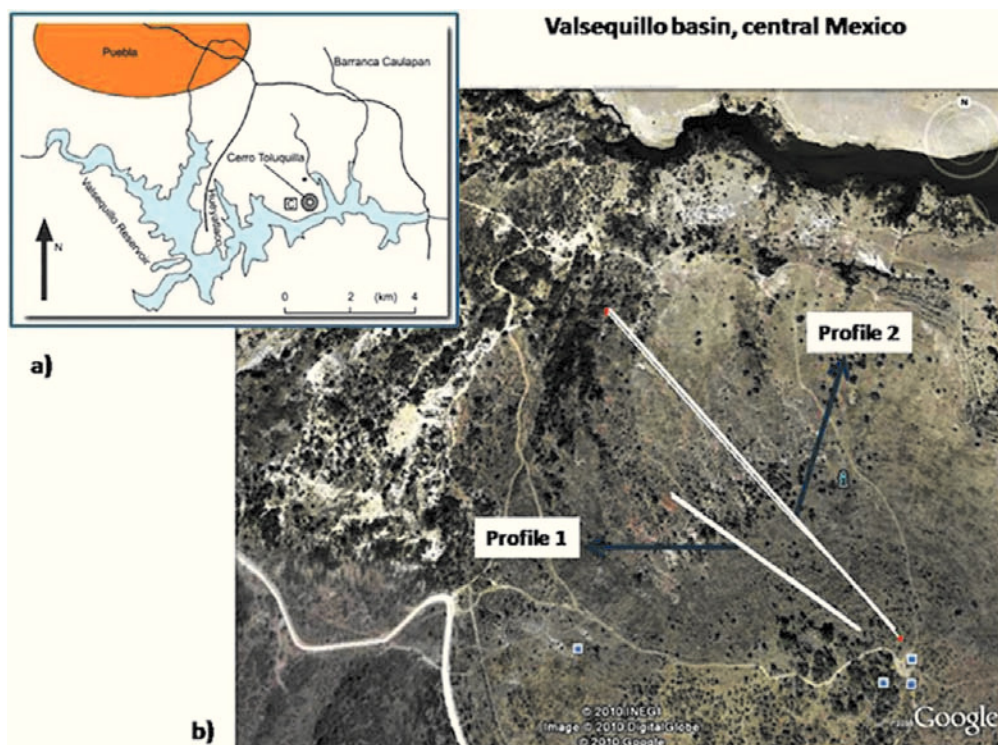 Valsequillo basin, central Mexico
Puebla
Barranca Caulapan
Cerro Toluquilla
C
Valsequillo Reservoir
Hueyatlaco
N
0 2 (km) 4
N
a)
Profile 2
Profile 1
b)
© 2010 INEGI
Image © 2010 DigitalGlobe
© 2010 Google
Google